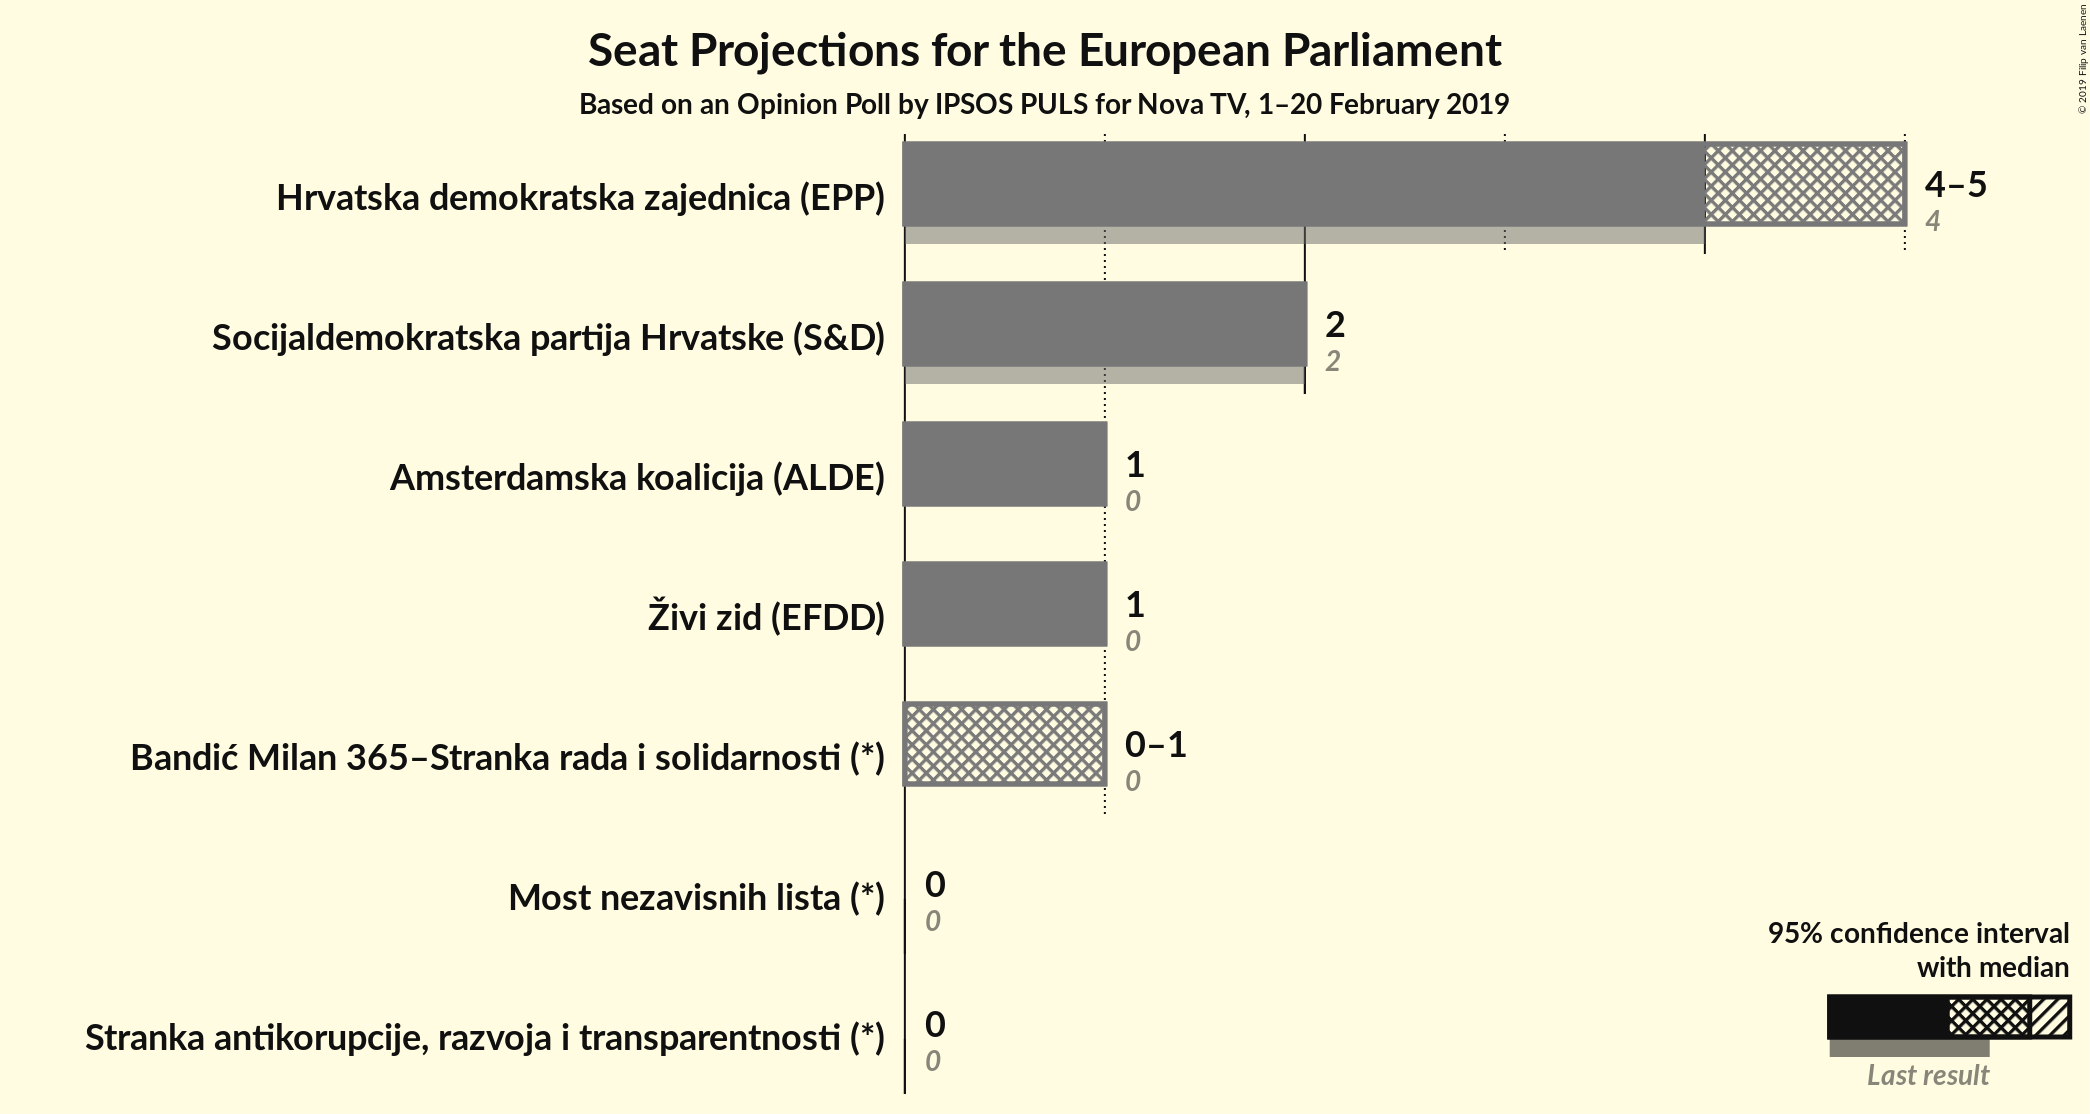 Seat Projections for the European Parliament
Based on an Opinion Poll by IPSOS PULS for Nova TV, 1–20 February 2019
© 2019 Filip van Laenen
Hrvatska demokratska zajednica (EPP)
4–5
4
Socijaldemokratska partija Hrvatske (S&D)
2
2
Amsterdamska koalicija (ALDE)
1
0
Živi zid (EFDD)
1
0
Bandić Milan 365–Stranka rada i solidarnosti (*)
0–1
0
Most nezavisnih lista (*)
0
0
Stranka antikorupcije, razvoja i transparentnosti (*)
0
0
95% confidence interval
with median
Last result